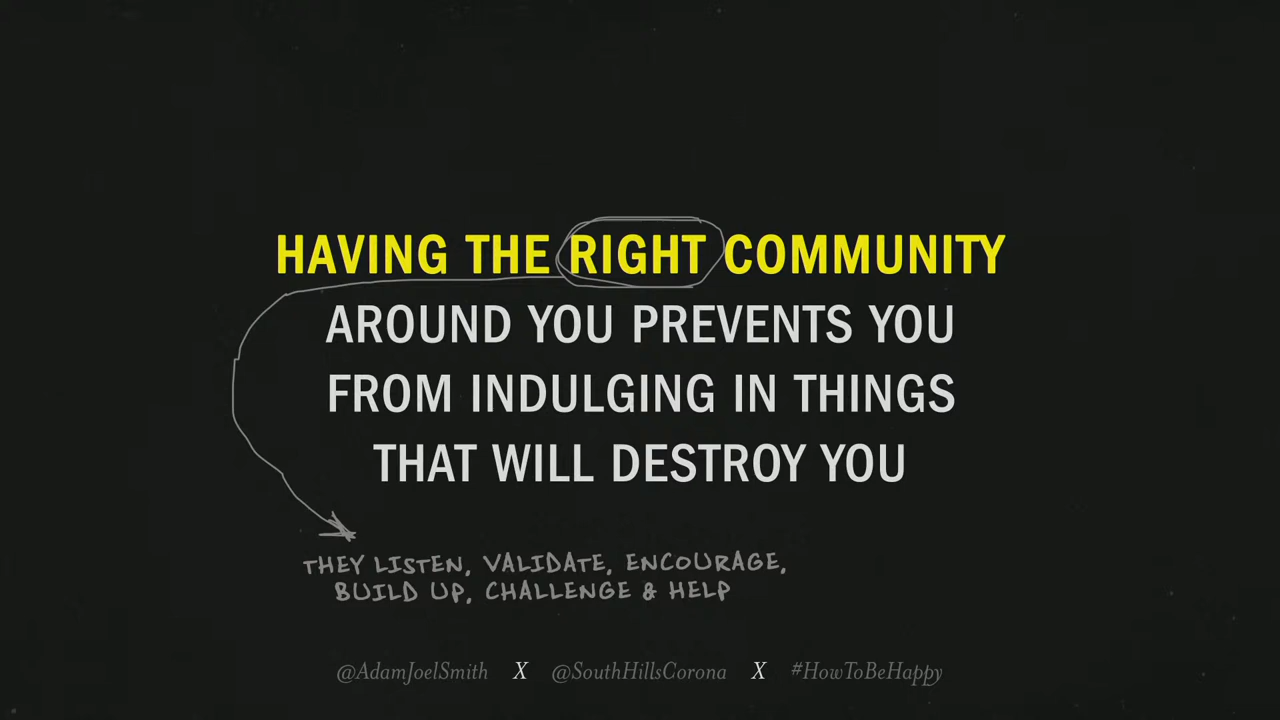 HAVING THE RIGHT COMMUNITY
AROUND YOU PREVENTS YOU
FROM INDULGING IN THINGS
THAT WILL DESTROY YOU
THEY LISTEN, VALIDATE, ENCOURAGE,
BUILD UP, CHALLENGE & HELP
@AdamJoelSmith X @SouthHillsCorona X #HowToBeHappy